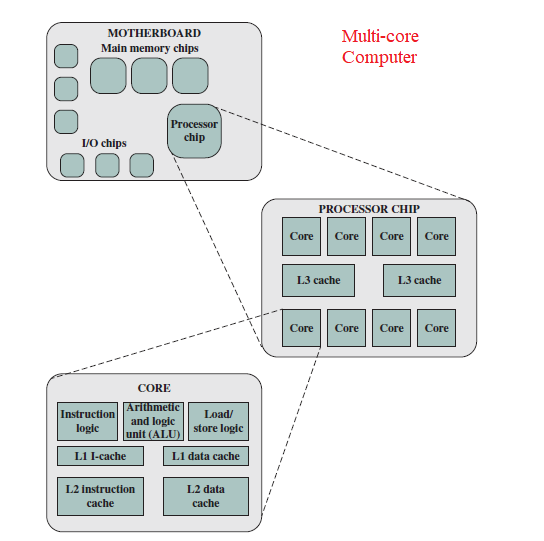 MOTHERBOARD
Main memory chips
Processor
chip
I/O chips
Multi-core
Computer
PROCESSOR CHIP
Core
Core
Core
Core
L3 cache
L3 cache
Core
Core
Core
Core
CORE
Instruction
logic
Arithmetic
and logic
unit (ALU)
Load/
store logic
L1 I-cache
L1 data cache
L2 instruction
cache
L2 data
cache